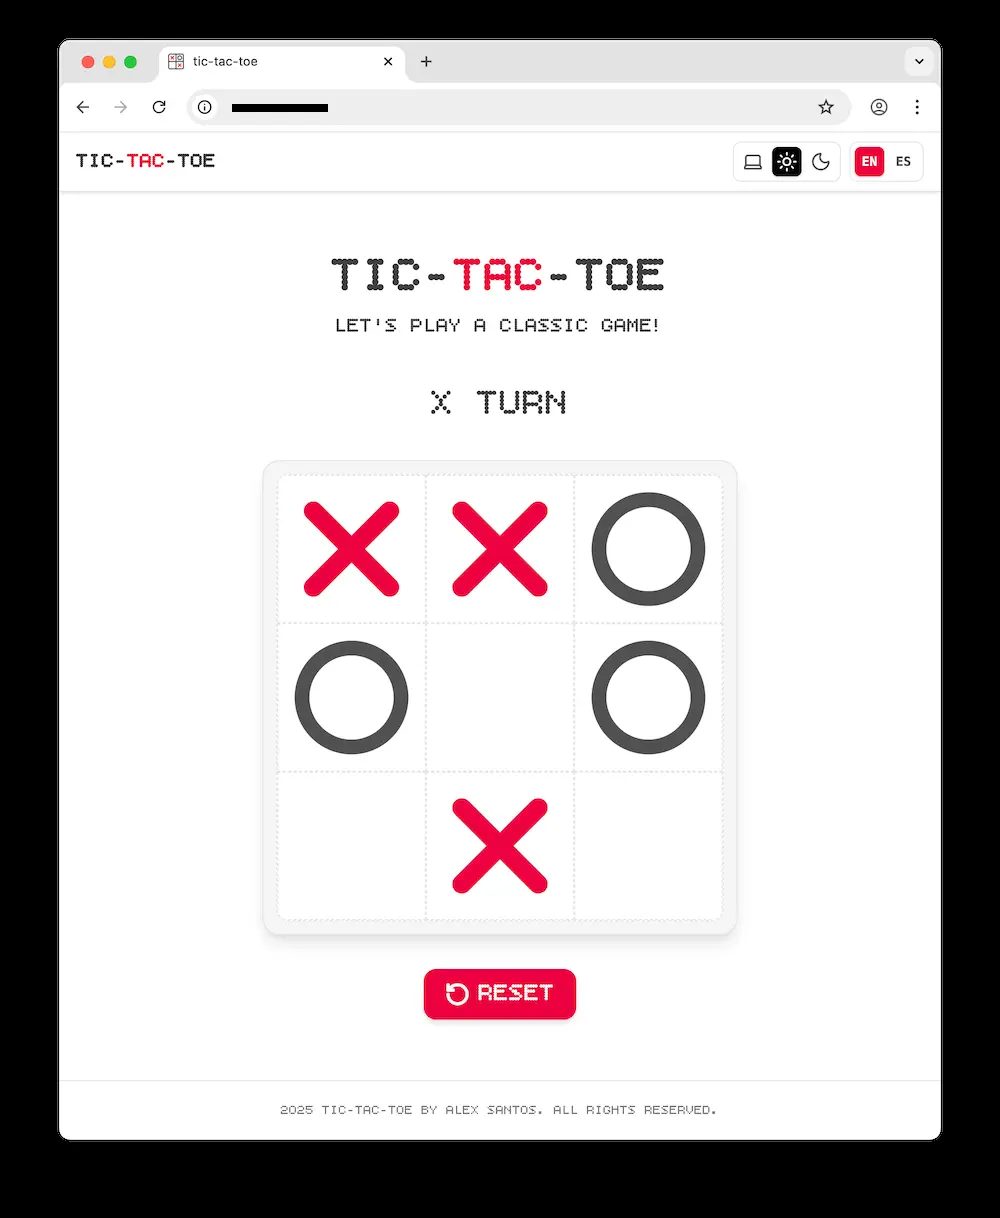 tic-tac-toe
TIC-TAC-TOE
EN ES
TIC-TAC-TOE
LET'S PLAY A CLASSIC GAME!
X TURN
RESET
2025 TIC-TAC-TOE BY ALEX SANTOS. ALL RIGHTS RESERVED.